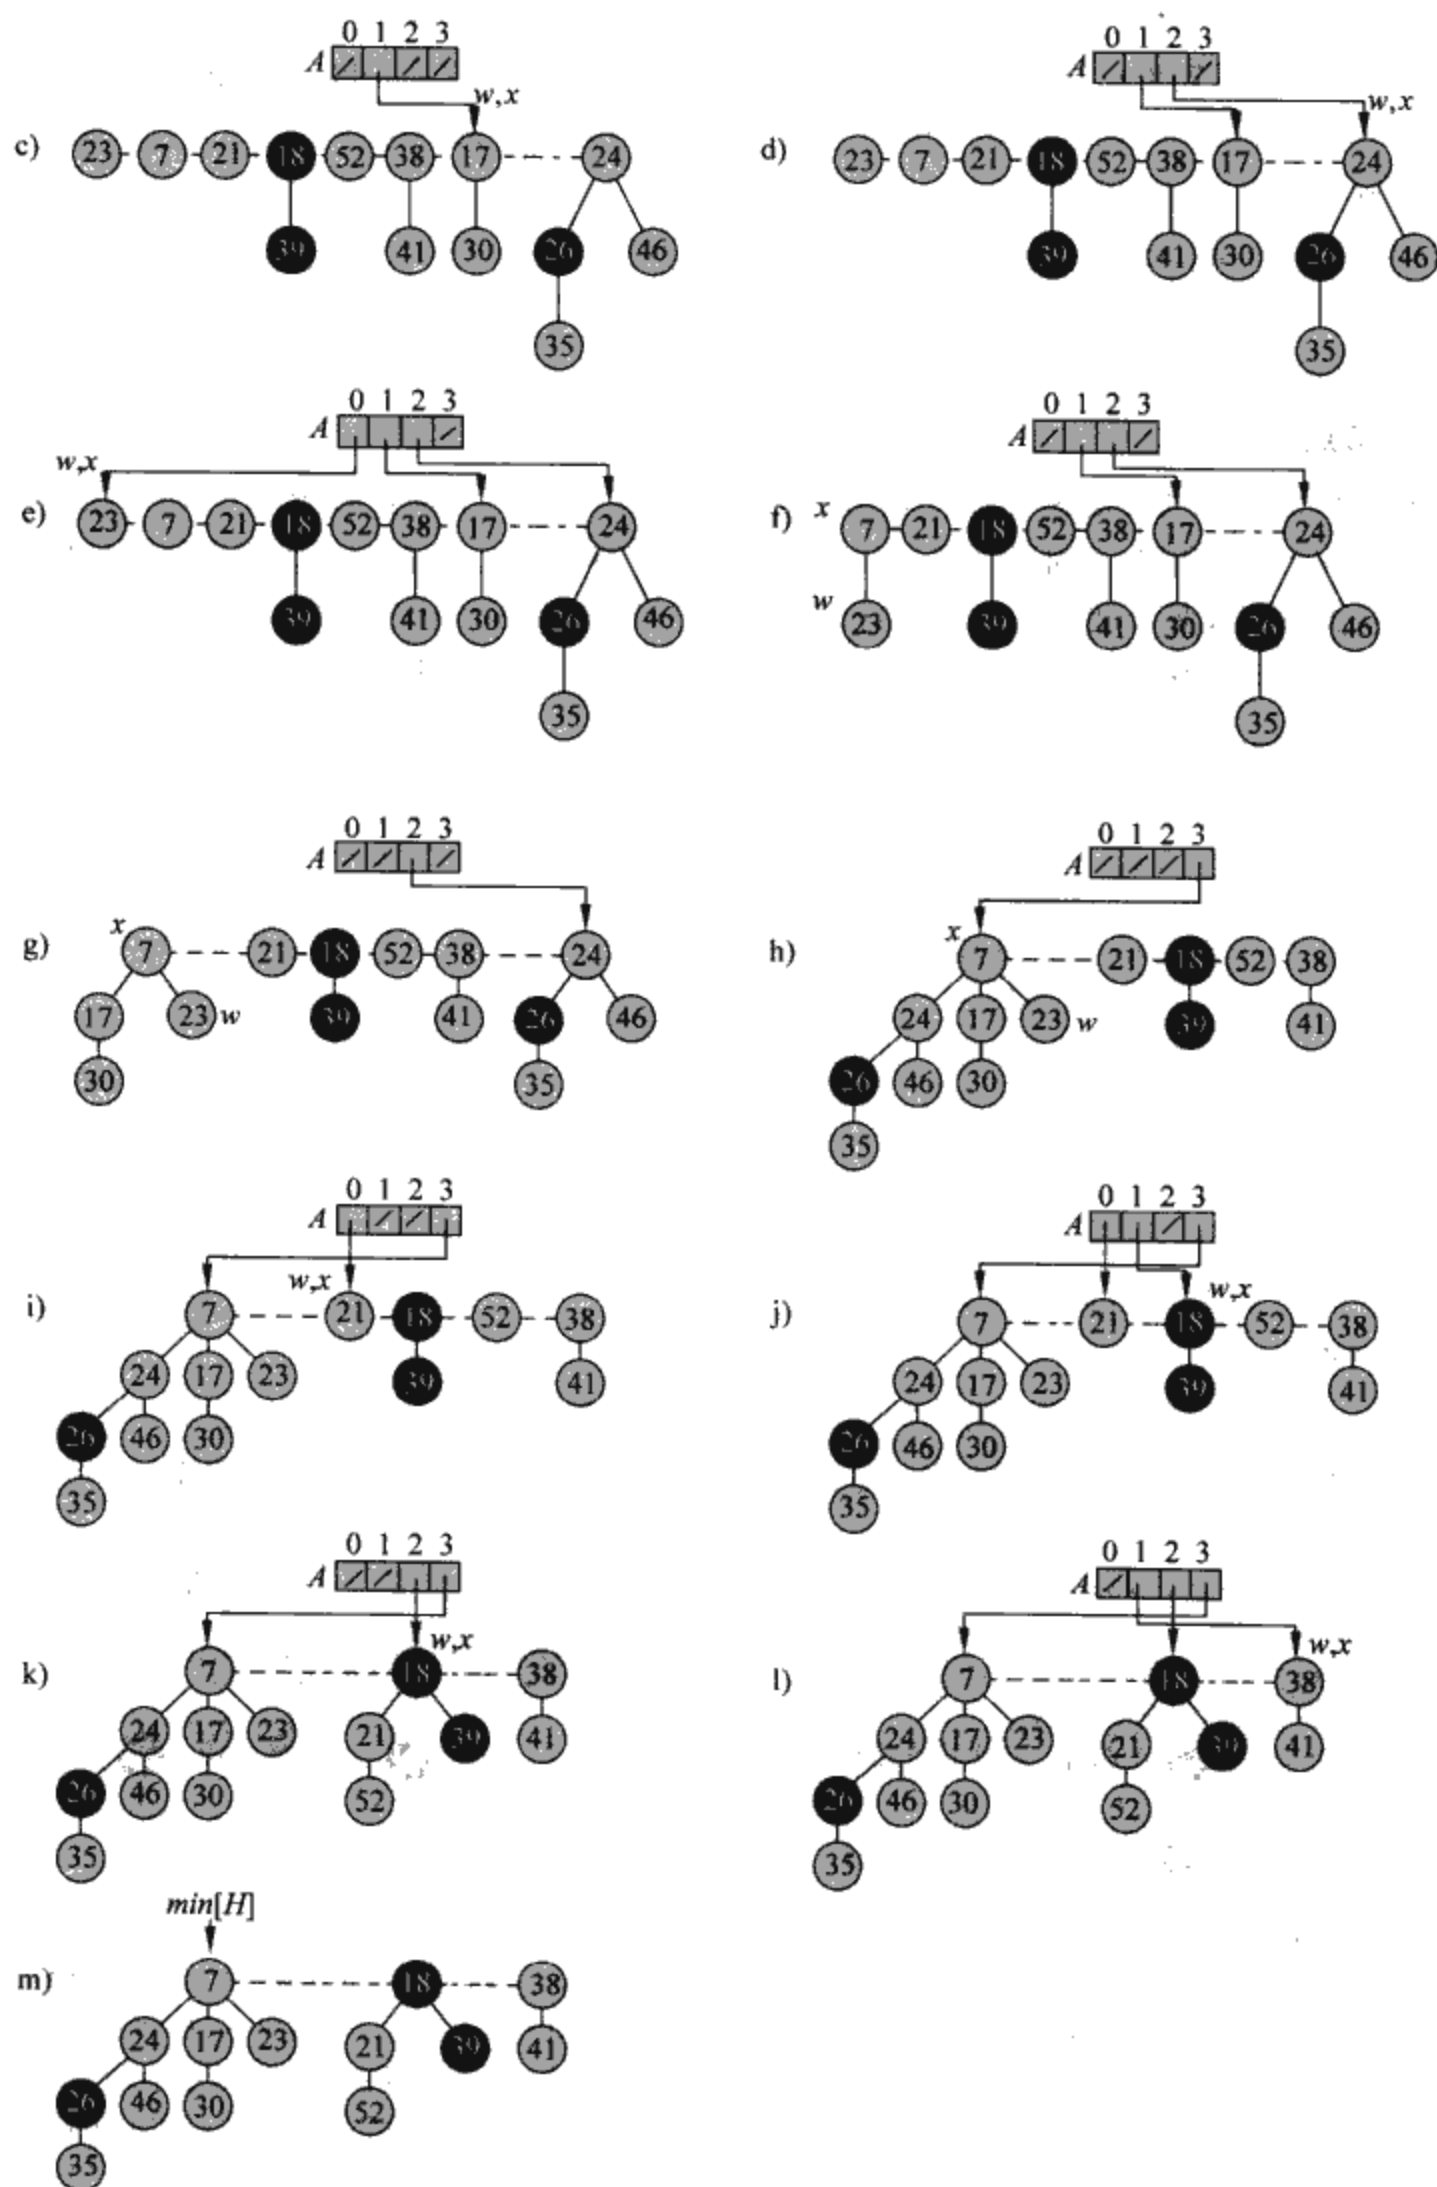 0 1 2 3
A
w,x
c) 23 7 21 18 52 38 17 24
39 41 30 26 46
35
0 1 2 3
A
w,x
d) 23 7 21 18 52 38 17 24
39 41 30 26 46
35
0 1 2 3
A
w,x
e) 23 7 21 18 52 38 17 24
39 41 30 26 46
35
0 1 2 3
A
f) x 7 21 18 52 38 17 24
w 23 39 41 30 26 46
35
0 1 2 3
A
g) x 7 21 18 52 38 24
17 23 w 39 41 26 46
30 35
0 1 2 3
A
h) x 7 21 18 52 38
24 17 23 w 39 41
26 46 30
35
0 1 2 3
A
w,x
i) 7 21 18 52 38
24 17 23 39 41
26 46 30
35
0 1 2 3
A
w,x
j) 7 21 18 52 38
24 17 23 39 41
26 46 30
35
0 1 2 3
A
w,x
k) 7 18 38
24 17 23 21 39 41
26 46 30 52
35
0 1 2 3
A
w,x
l) 7 18 38
24 17 23 21 39 41
26 46 30 52
35
min[H]
m) 7 18 38
24 17 23 21 39 41
26 46 30 52
35